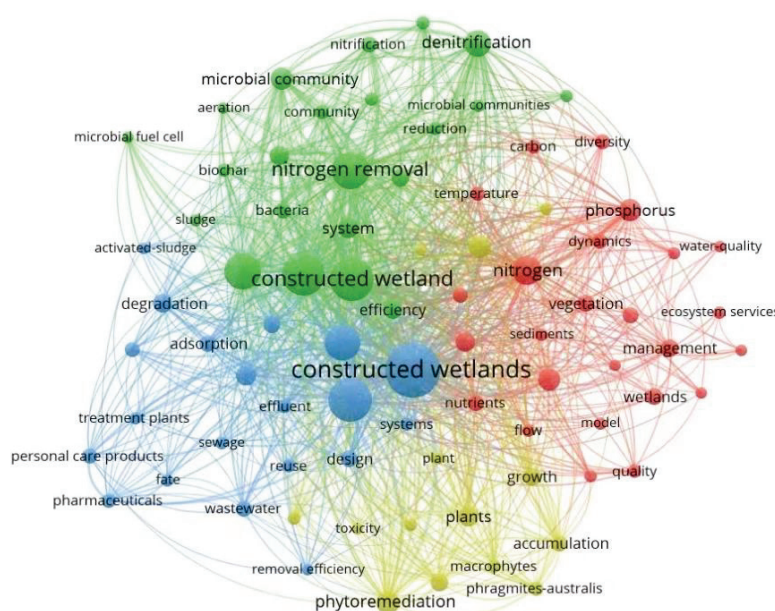 denitrification
nitrification
microbial community
aeration
community
microbial communities
microbial fuel cell
reduction
carbon
diversity
biochar
nitrogen removal
temperature
sludge
bacteria
system
phosphorus
activated-sludge
dynamics
water-quality
constructed wetland
nitrogen
degradation
efficiency
vegetation
ecosystem services
adsorption
sediments
management
constructed wetlands
treatment plants
effluent
nutrients
wetlands
systems
flow
model
personal care products
sewage
reuse
design
plant
growth
quality
fate
pharmaceuticals
wastewater
toxicity
plants
accumulation
removal efficiency
macrophytes
phragmites-australis
phytoremediation